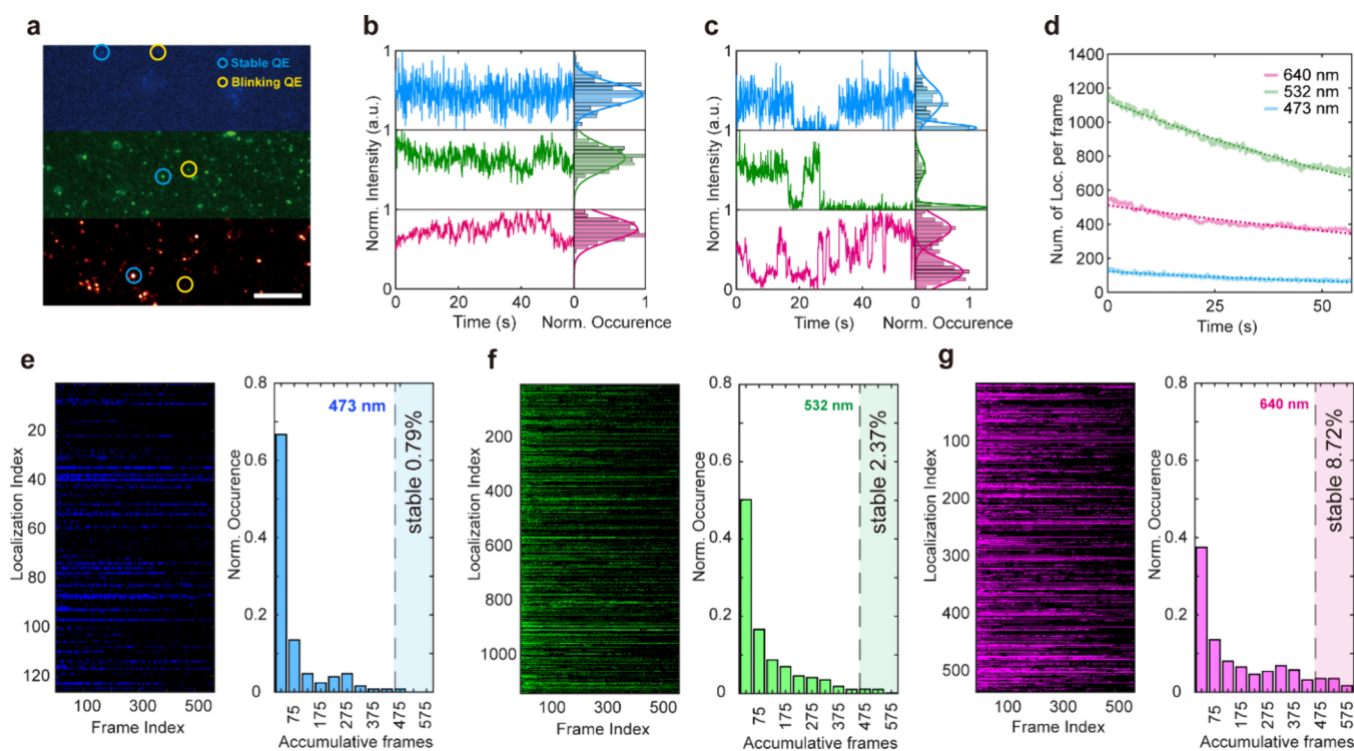 a
Stable QE
Blinking QE
b
Norm. Intensity (a.u.)
1
1
1
0
0 20 40 0 1
Time (s) Norm. Occurence
c
Norm. Intensity (a.u.)
1
1
1
0
0 20 40 0 1
Time (s) Norm. Occurence
d
Num. of Loc. per frame
1400
1200
1000
800
600
400
200
0
640 nm
532 nm
473 nm
0 25 50
Time (s)
e
Localization Index
20
40
60
80
100
120
100 300 500
Frame Index
Norm. Occurence
0.8
0.6
0.4
0.2
0
473 nm
stable 0.79%
75 175 275 375 475 575
Accumulative frames
f
Localization Index
200
400
600
800
1000
100 300 500
Frame Index
Norm. Occurence
0.8
0.6
0.4
0.2
0
532 nm
stable 2.37%
75 175 275 375 475 575
Accumulative frames
g
Localization Index
100
200
300
400
500
100 300 500
Frame Index
Norm. Occurence
0.8
0.6
0.4
0.2
0
640 nm
stable 8.72%
75 175 275 375 475 575
Accumulative frames